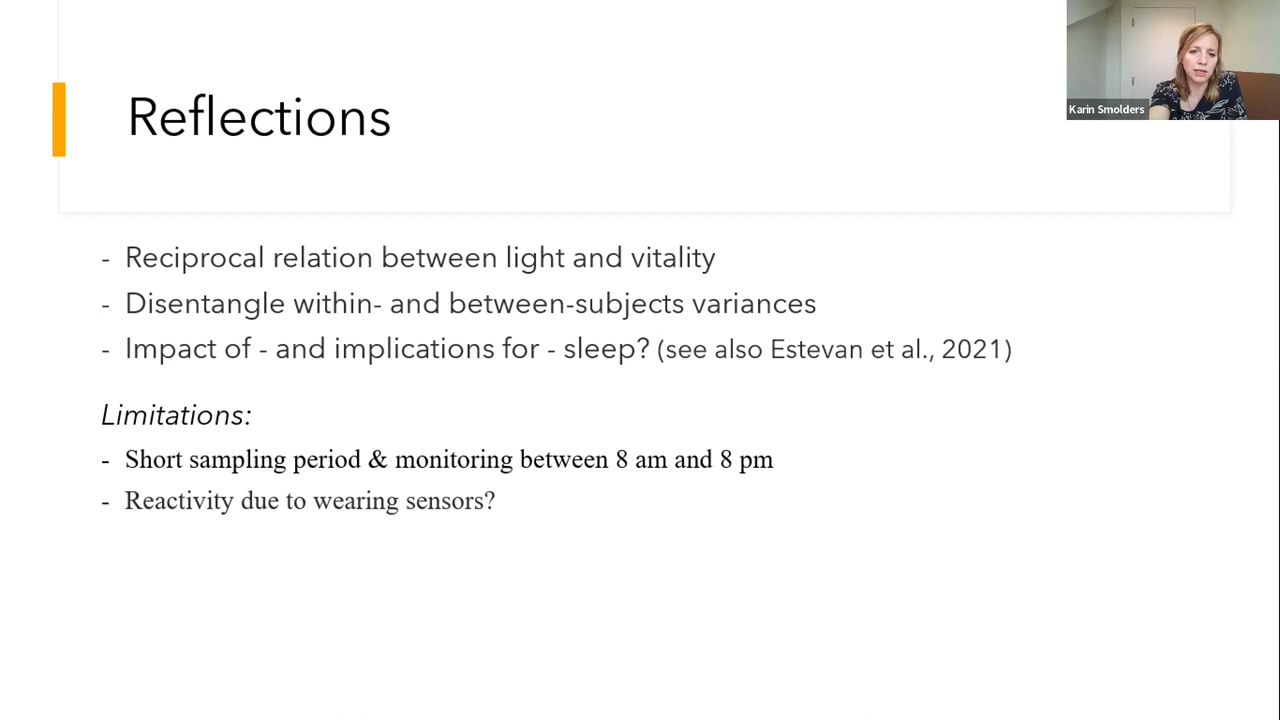 Karin Smolders
Reflections
- Reciprocal relation between light and vitality
- Disentangle within- and between-subjects variances
- Impact of - and implications for - sleep? (see also Estevan et al., 2021)
Limitations:
- Short sampling period & monitoring between 8 am and 8 pm
- Reactivity due to wearing sensors?